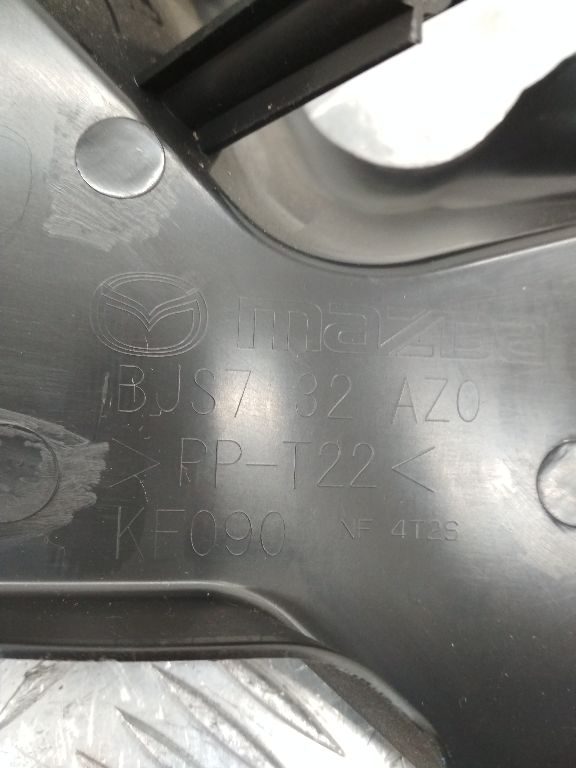 mazda
BJS7 32 AZ0
>PP-T22<
KF090 NF 4T2S